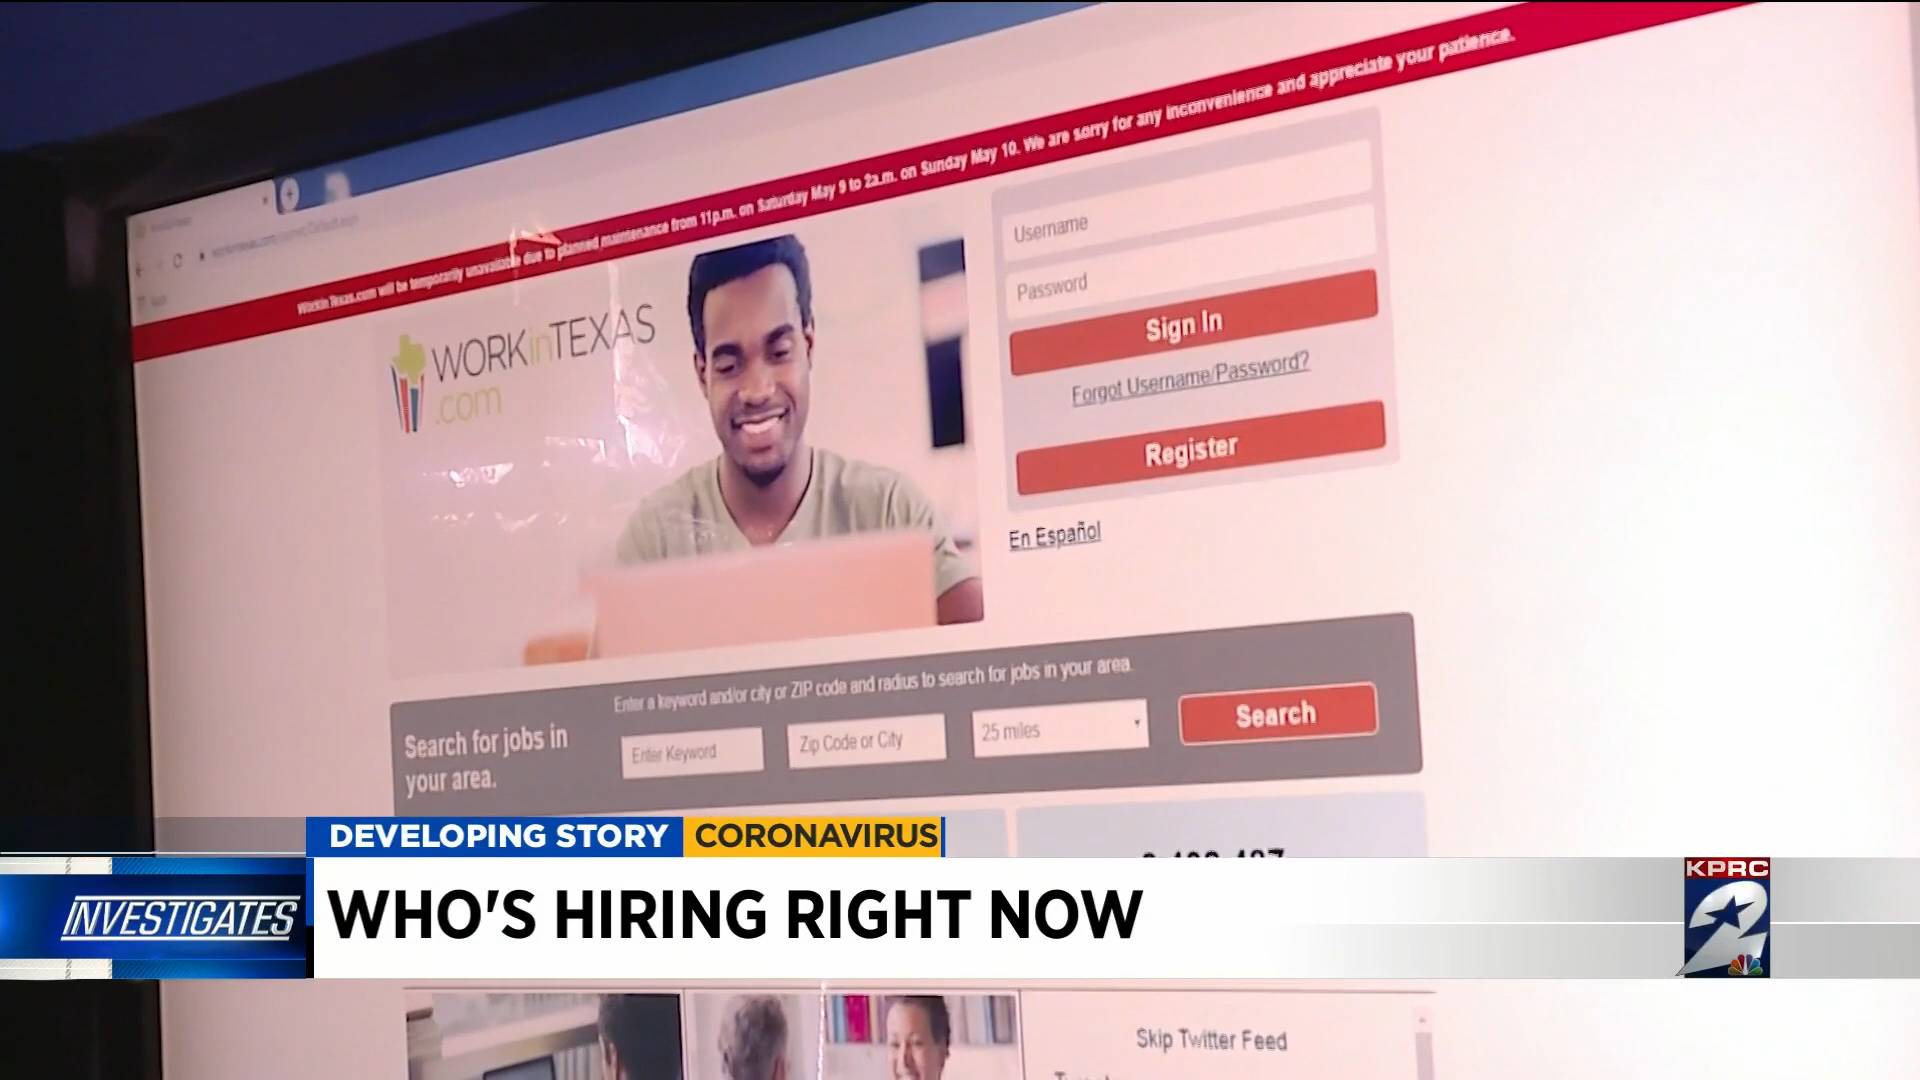 WorkinTexas.com will be temporarily unavailable due to planned maintenance from 11p.m. on Saturday May 9 to 2a.m. on Sunday May 10. We are sorry for any inconvenience and appreciate your patience.
WORKinTEXAS
.com
Username
Password
Sign In
Forgot Username/Password?
Register
En Español
Enter a keyword and/or city or ZIP code and radius to search for jobs in your area.
Search for jobs in
your area.
Enter Keyword
Zip Code or City
25 miles
Search
DEVELOPING STORY
CORONAVIRUS
INVESTIGATES
WHO'S HIRING RIGHT NOW
KPRC
2
Skip Twitter Feed